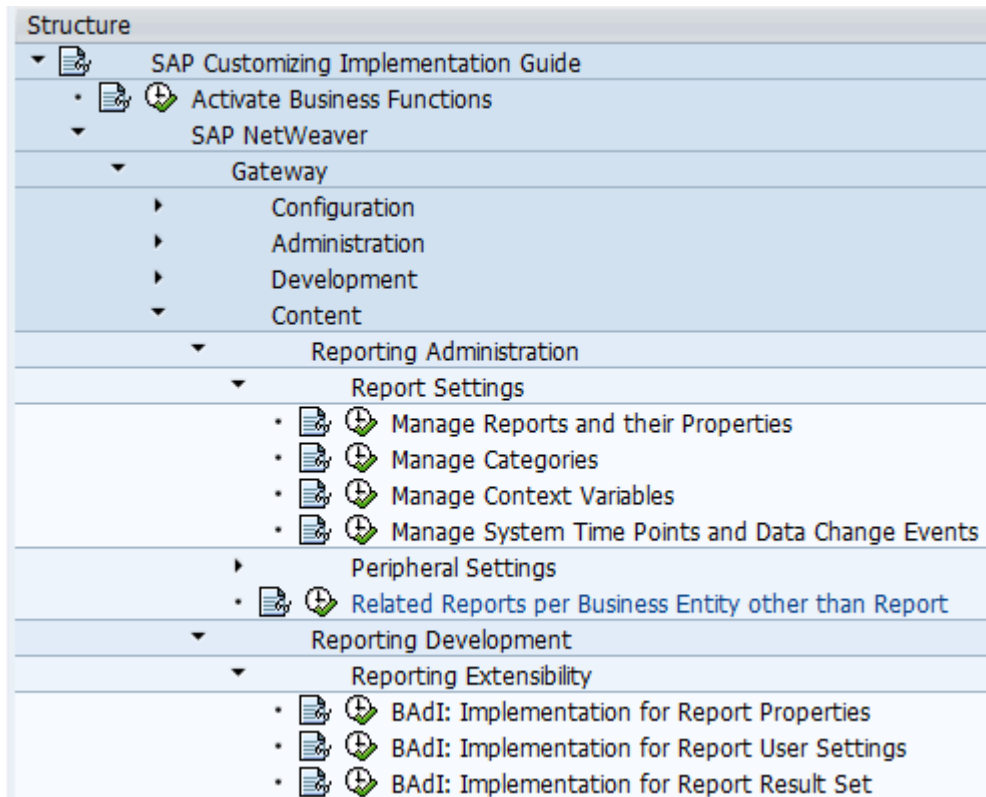 Structure
SAP Customizing Implementation Guide
Activate Business Functions
SAP NetWeaver
Gateway
Configuration
Administration
Development
Content
Reporting Administration
Report Settings
Manage Reports and their Properties
Manage Categories
Manage Context Variables
Manage System Time Points and Data Change Events
Peripheral Settings
Related Reports per Business Entity other than Report
Reporting Development
Reporting Extensibility
BAdI: Implementation for Report Properties
BAdI: Implementation for Report User Settings
BAdI: Implementation for Report Result Set